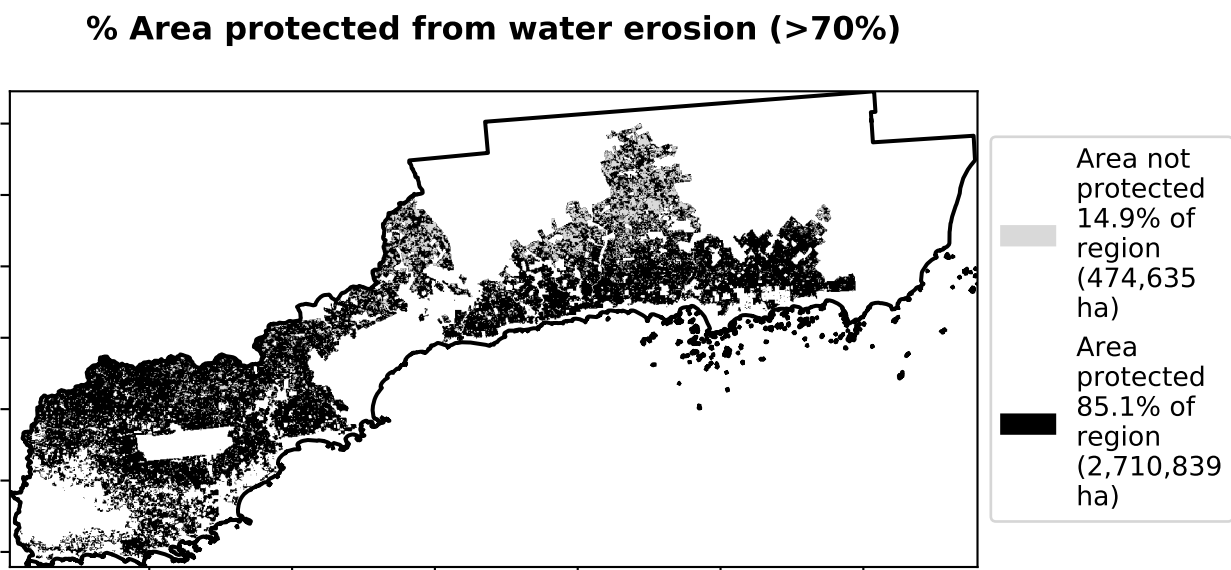 % Area protected from water erosion (>70%)
Area not
protected
14.9% of
region
(474,635
ha)
Area
protected
85.1% of
region
(2,710,839
ha)